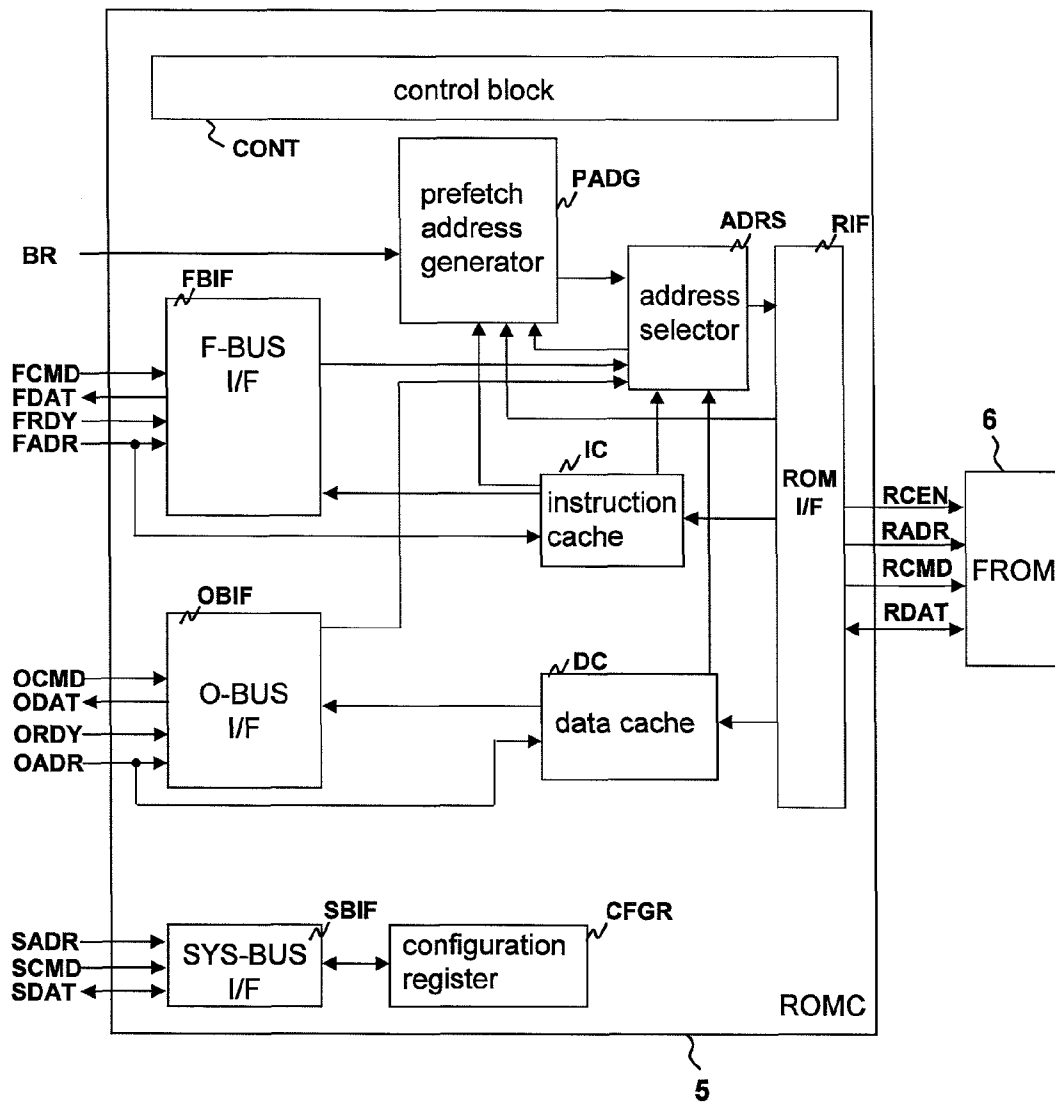 control block
CONT
prefetch
address
generator
PADG
BR
ADRS
address
selector
RIF
ROM
I/F
FBIF
F-BUS
I/F
FCMD
FDAT
FRDY
FADR
IC
instruction
cache
6
RCEN
RADR
RCMD
RDAT
FROM
OBIF
O-BUS
I/F
OCMD
ODAT
ORDY
OADR
DC
data cache
SBIF
SYS-BUS
I/F
SADR
SCMD
SDAT
CFGR
configuration
register
ROMC
5